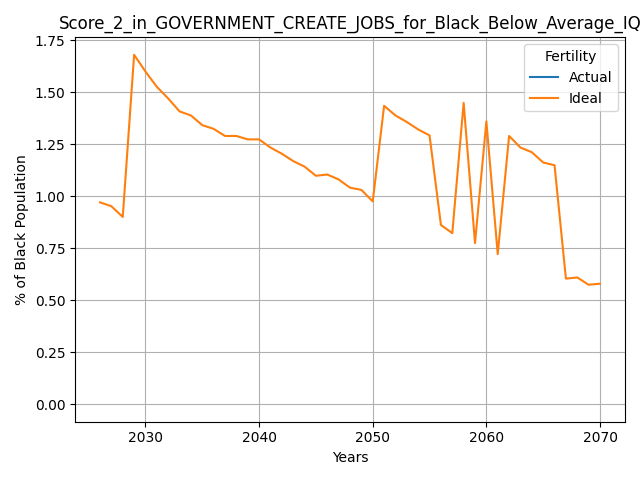 Score_2_in_GOVERNMENT_CREATE_JOBS_for_Black_Below_Average_IQ
% of Black Population
1.75
1.50
1.25
1.00
0.75
0.50
0.25
0.00
Fertility
Actual
Ideal
2030 2040 2050 2060 2070
Years